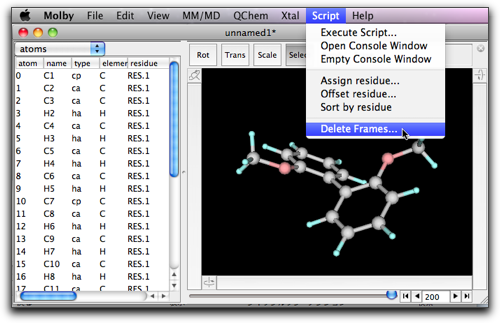 Molby File Edit View MM/MD QChem Xtal Script Help
unnamed1*
Execute Script...
Open Console Window
Empty Console Window
Assign residue...
Offset residue...
Sort by residue
Delete Frames...
atoms
Rot Trans Scale Selec
atom name type elemen residue
0 C1 cp C RES.1
1 C2 ca C RES.1
2 C3 ca C RES.1
3 H2 ha H RES.1
4 C4 ca C RES.1
5 H3 ha H RES.1
6 C5 ca C RES.1
7 H4 ha H RES.1
8 C6 ca C RES.1
9 H5 ha H RES.1
10 C7 cp C RES.1
11 C8 ca C RES.1
12 H6 ha H RES.1
13 C9 ca C RES.1
14 H7 ha H RES.1
15 C10 ca C RES.1
16 H8 ha H RES.1
17 C11 ca C RES.1
200